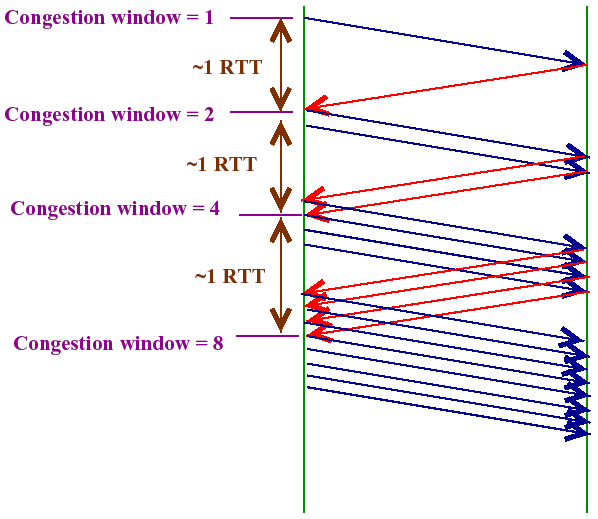 Congestion window = 1
~1 RTT
Congestion window = 2
~1 RTT
Congestion window = 4
~1 RTT
Congestion window = 8